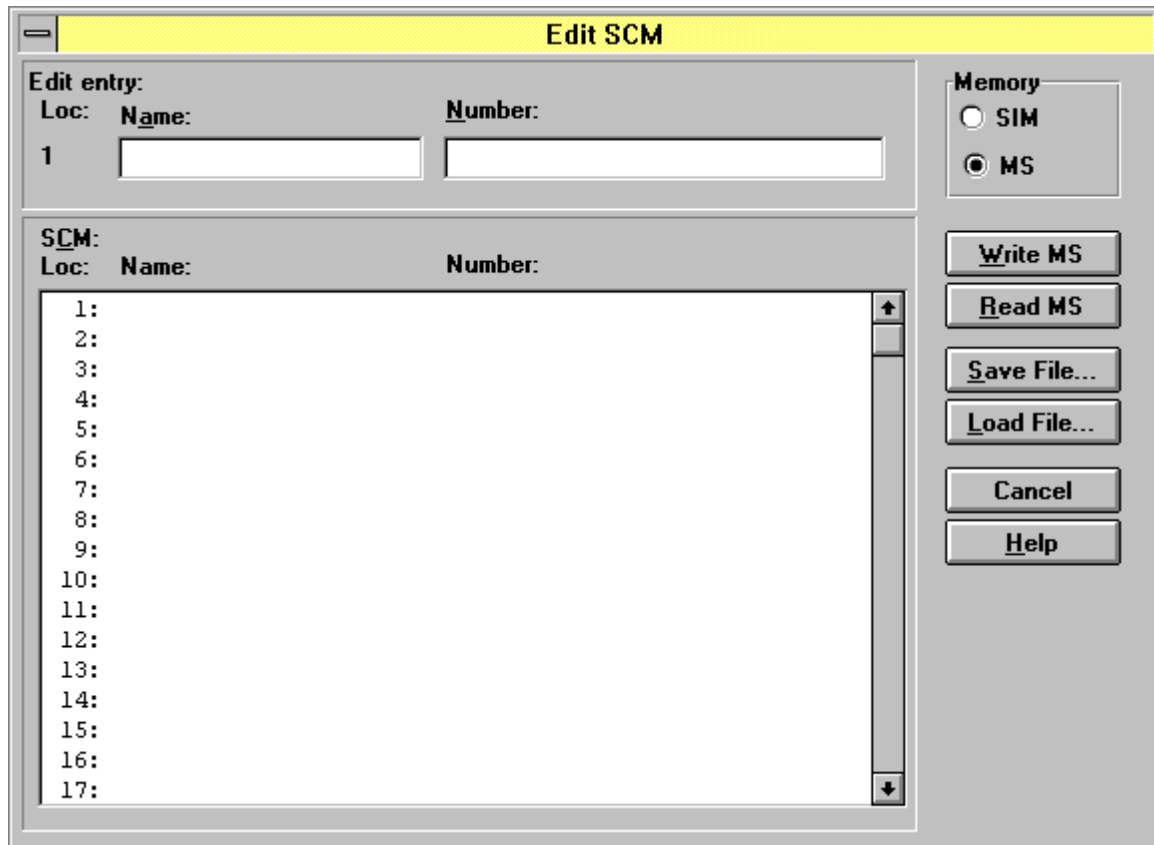 Edit SCM
Edit entry:
Loc: Name: Number:
1
Memory
SIM
MS
SCM:
Loc: Name: Number:
1:
2:
3:
4:
5:
6:
7:
8:
9:
10:
11:
12:
13:
14:
15:
16:
17:
Write MS
Read MS
Save File...
Load File...
Cancel
Help